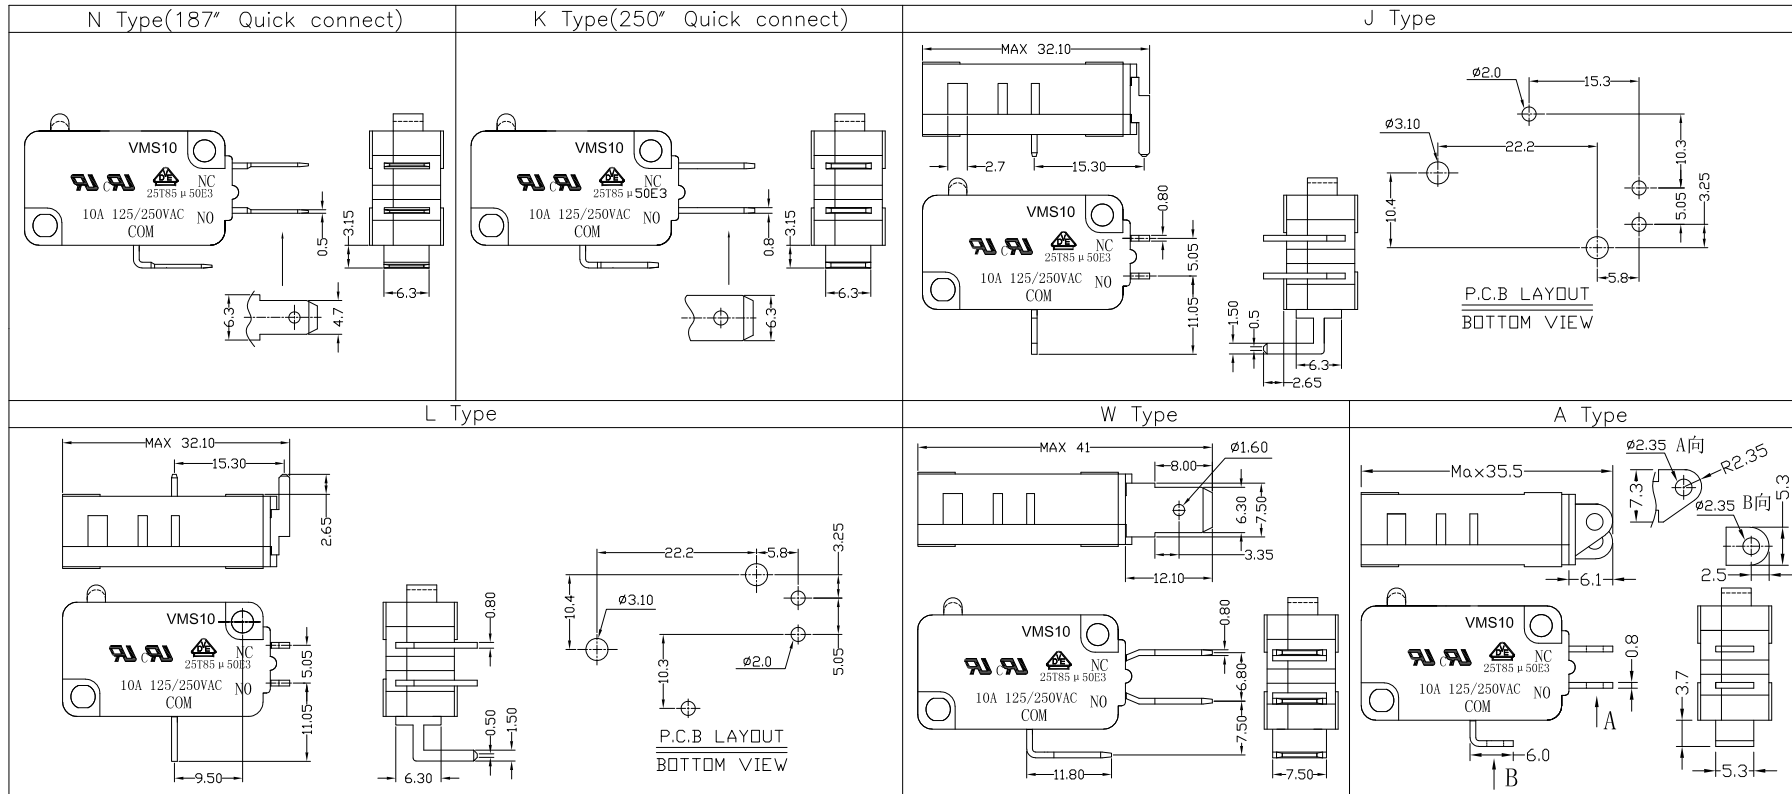 N Type(187″ Quick connect)
VMS10
25T85 μ 50E3
NC
10A 125/250VAC NO
COM
0.5
3.15
6.3
6.3
4.7
K Type(250″ Quick connect)
VMS10
25T85 μ 50E3
NC
10A 125/250VAC NO
COM
0.8
3.15
6.3
6.3
J Type
MAX 32.10
2.7
15.30
VMS10
NC
25T85 μ 50E3
10A 125/250VAC NO
COM
0.80
5.05
11.05
1.50
0.5
6.3
2.65
ø2.0
15.3
ø3.10
22.2
10.3
10.4
5.05
3.25
5.8
P.C.B LAYOUT
BOTTOM VIEW
L Type
MAX 32.10
15.30
2.65
VMS10
NC
25T85 μ 50E3
10A 125/250VAC NO
COM
5.05
11.05
9.50
0.80
0.50
1.50
6.30
22.2
5.8
3.25
10.4
ø3.10
5.05
10.3
ø2.0
P.C.B LAYOUT
BOTTOM VIEW
W Type
MAX 41
8.00
ø1.60
6.30
7.50
3.35
12.10
VMS10
NC
25T85 μ 50E3
10A 125/250VAC NO
COM
0.80
6.80
7.50
11.80
7.50
A Type
Max35.5
6.1
ø2.35 A向
R2.35
7.3
ø2.35 B向
5.3
2.5
VMS10
NC
25T85 μ 50E3
10A 125/250VAC NO
COM
0.8
A
6.0
B
3.7
5.3